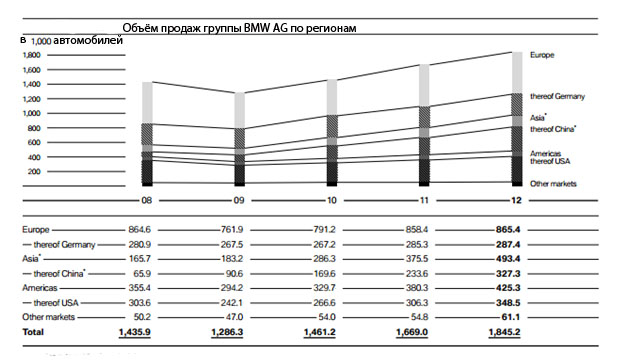 Объём продаж группы BMW AG по регионам
в 1,000 автомобилей
1,800
1,600
1,400
1,200
1,000
800
600
400
200
Europe
thereof Germany
Asia*
thereof China*
Americas
thereof USA
Other markets
08 09 10 11 12
Europe 864.6 761.9 791.2 858.4 865.4
thereof Germany 280.9 267.5 267.2 285.3 287.4
Asia* 165.7 183.2 286.3 375.5 493.4
thereof China* 65.9 90.6 169.6 233.6 327.3
Americas 355.4 294.2 329.7 380.3 425.3
thereof USA 303.6 242.1 266.6 306.3 348.5
Other markets 50.2 47.0 54.0 54.8 61.1
Total 1,435.9 1,286.3 1,461.2 1,669.0 1,845.2